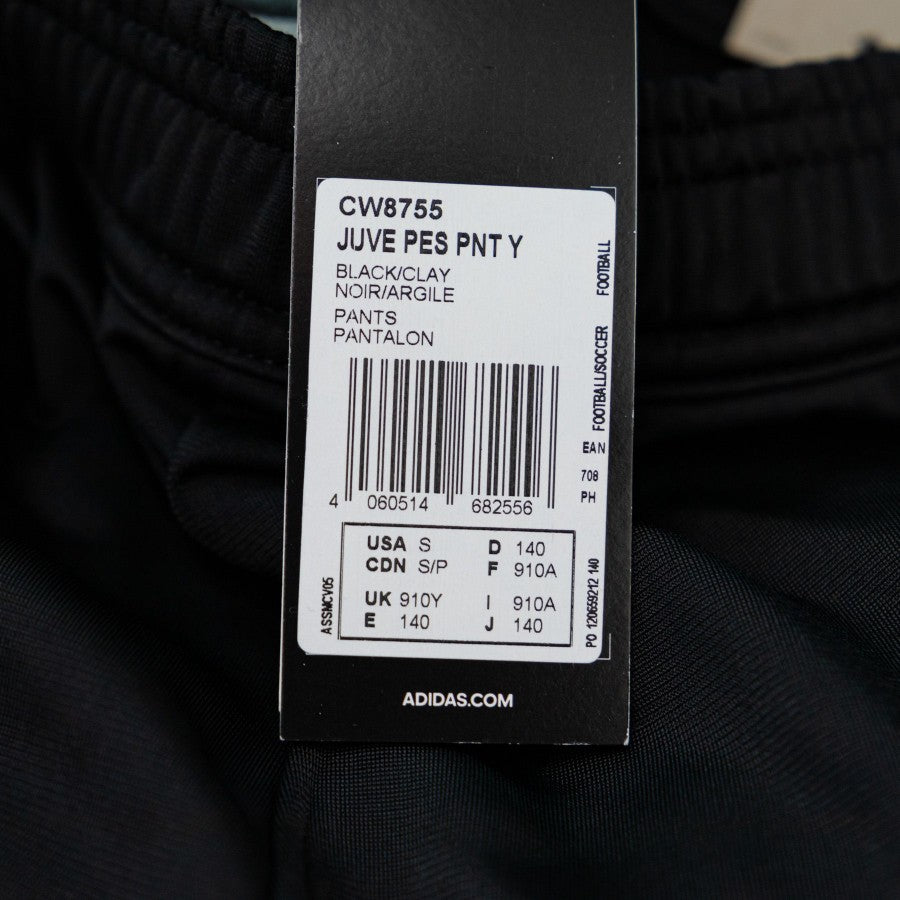 CW8755
JUVE PES PNT Y
BLACK/CLAY
NOIR/ARGILE
PANTS
PANTALON
FOOTBALL/SOCCER FOOTBALL
EAN
708
PH
4 060514 682556
USA S D 140
CDN S/P F 910A
UK 910Y I 910A
E 140 J 140
ASSMCV05
PO 120659212 140
ADIDAS.COM